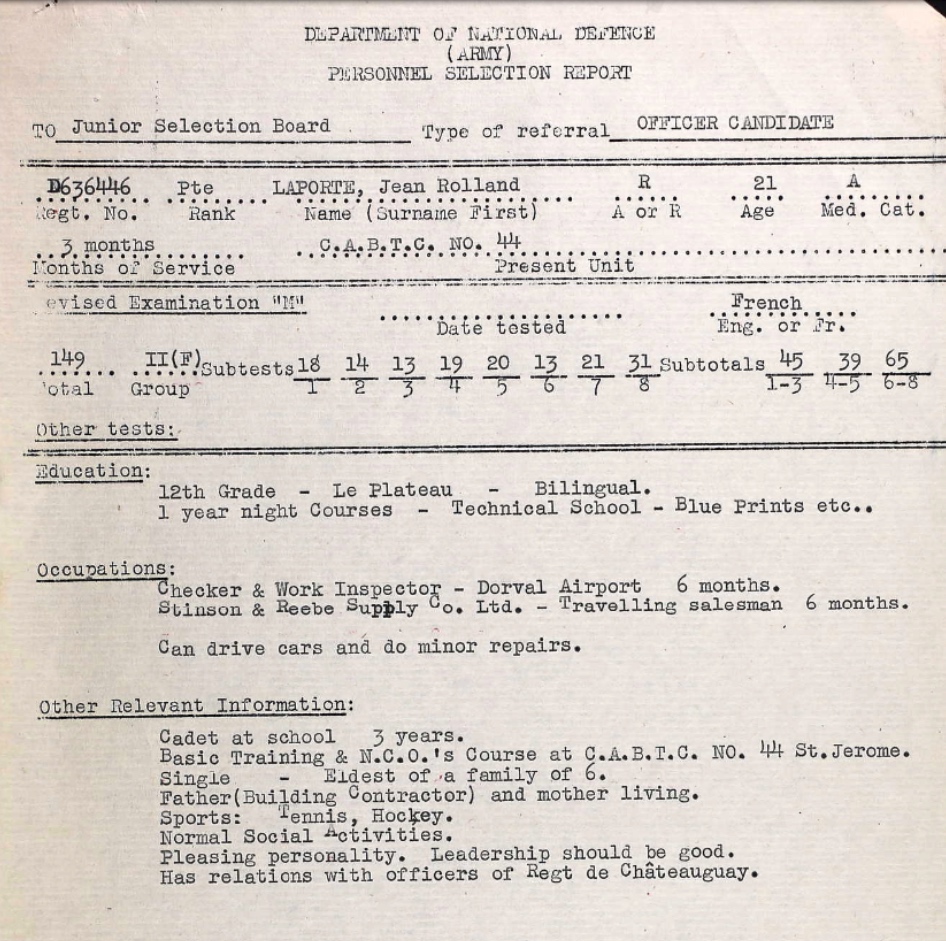 DEPARTMENT OF NATIONAL DEFENCE
(ARMY)
PERSONNEL SELECTION REPORT
TO Junior Selection Board Type of referral OFFICER CANDIDATE
D636446 Pte LAPORTE, Jean Rolland R 21 A
Regt. No. Rank Name (Surname First) A or R Age Med. Cat.
3 months C.A.B.T.C. NO. 44
Months of Service Present Unit
evised Examination "M" French
Date tested Eng. or Fr.
149 II(F) Subtests 18 14 13 19 20 13 21 31 Subtotals 45 39 65
otal Group 1 2 3 4 5 6 7 8 1-3 4-5 6-8
Other tests:
Education:
12th Grade - Le Plateau - Bilingual.
1 year night Courses - Technical School - Blue Prints etc..
Occupations:
Checker & Work Inspector - Dorval Airport 6 months.
Stinson & Reebe Supply Co. Ltd. - Travelling salesman 6 months.
Can drive cars and do minor repairs.
Other Relevant Information:
Cadet at school 3 years.
Basic Training & N.C.O.'s Course at C.A.B.T.C. NO. 44 St.Jerome.
Single - Eldest of a family of 6.
Father(Building Contractor) and mother living.
Sports: Tennis, Hockey.
Normal Social Activities.
Pleasing personality. Leadership should be good.
Has relations with officers of Regt de Châteauguay.